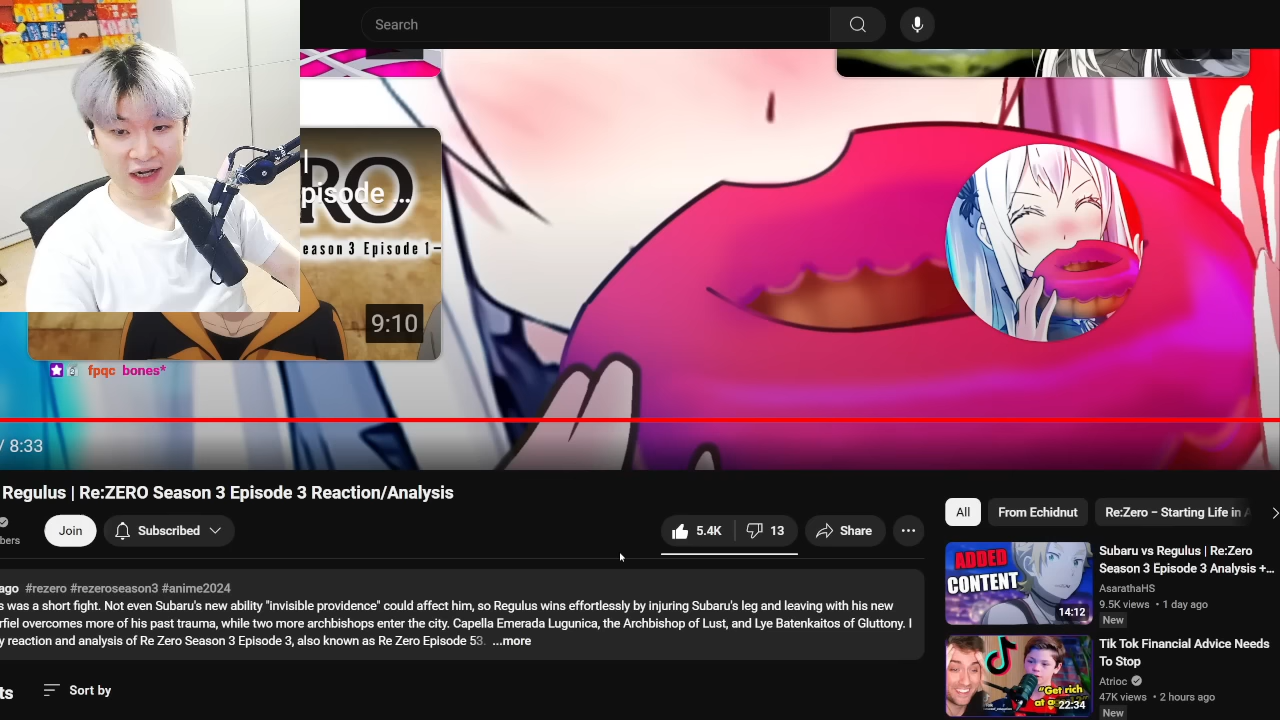 Search
RO
pisode ...
eason 3 Episode 1–
9:10
fpqc bones*
/ 8:33
Regulus | Re:ZERO Season 3 Episode 3 Reaction/Analysis
bers
Join
Subscribed
5.4K
13
Share
...
All
From Echidnut
Re:Zero − Starting Life in A
ago #rezero #rezeroseason3 #anime2024
s was a short fight. Not even Subaru's new ability "invisible providence" could affect him, so Regulus wins effortlessly by injuring Subaru's leg and leaving with his new
rfiel overcomes more of his past trauma, while two more archbishops enter the city. Capella Emerada Lugunica, the Archbishop of Lust, and Lye Batenkaitos of Gluttony. I
y reaction and analysis of Re Zero Season 3 Episode 3, also known as Re Zero Episode 53. ...more
ts
Sort by
ADDED
CONTENT
14:12
Subaru vs Regulus | Re:Zero
Season 3 Episode 3 Analysis +...
AsarathaHS
9.5K views • 1 day ago
New
"Get rich
at a
22:34
Tik Tok Financial Advice Needs
To Stop
Atrioc
47K views • 2 hours ago
New